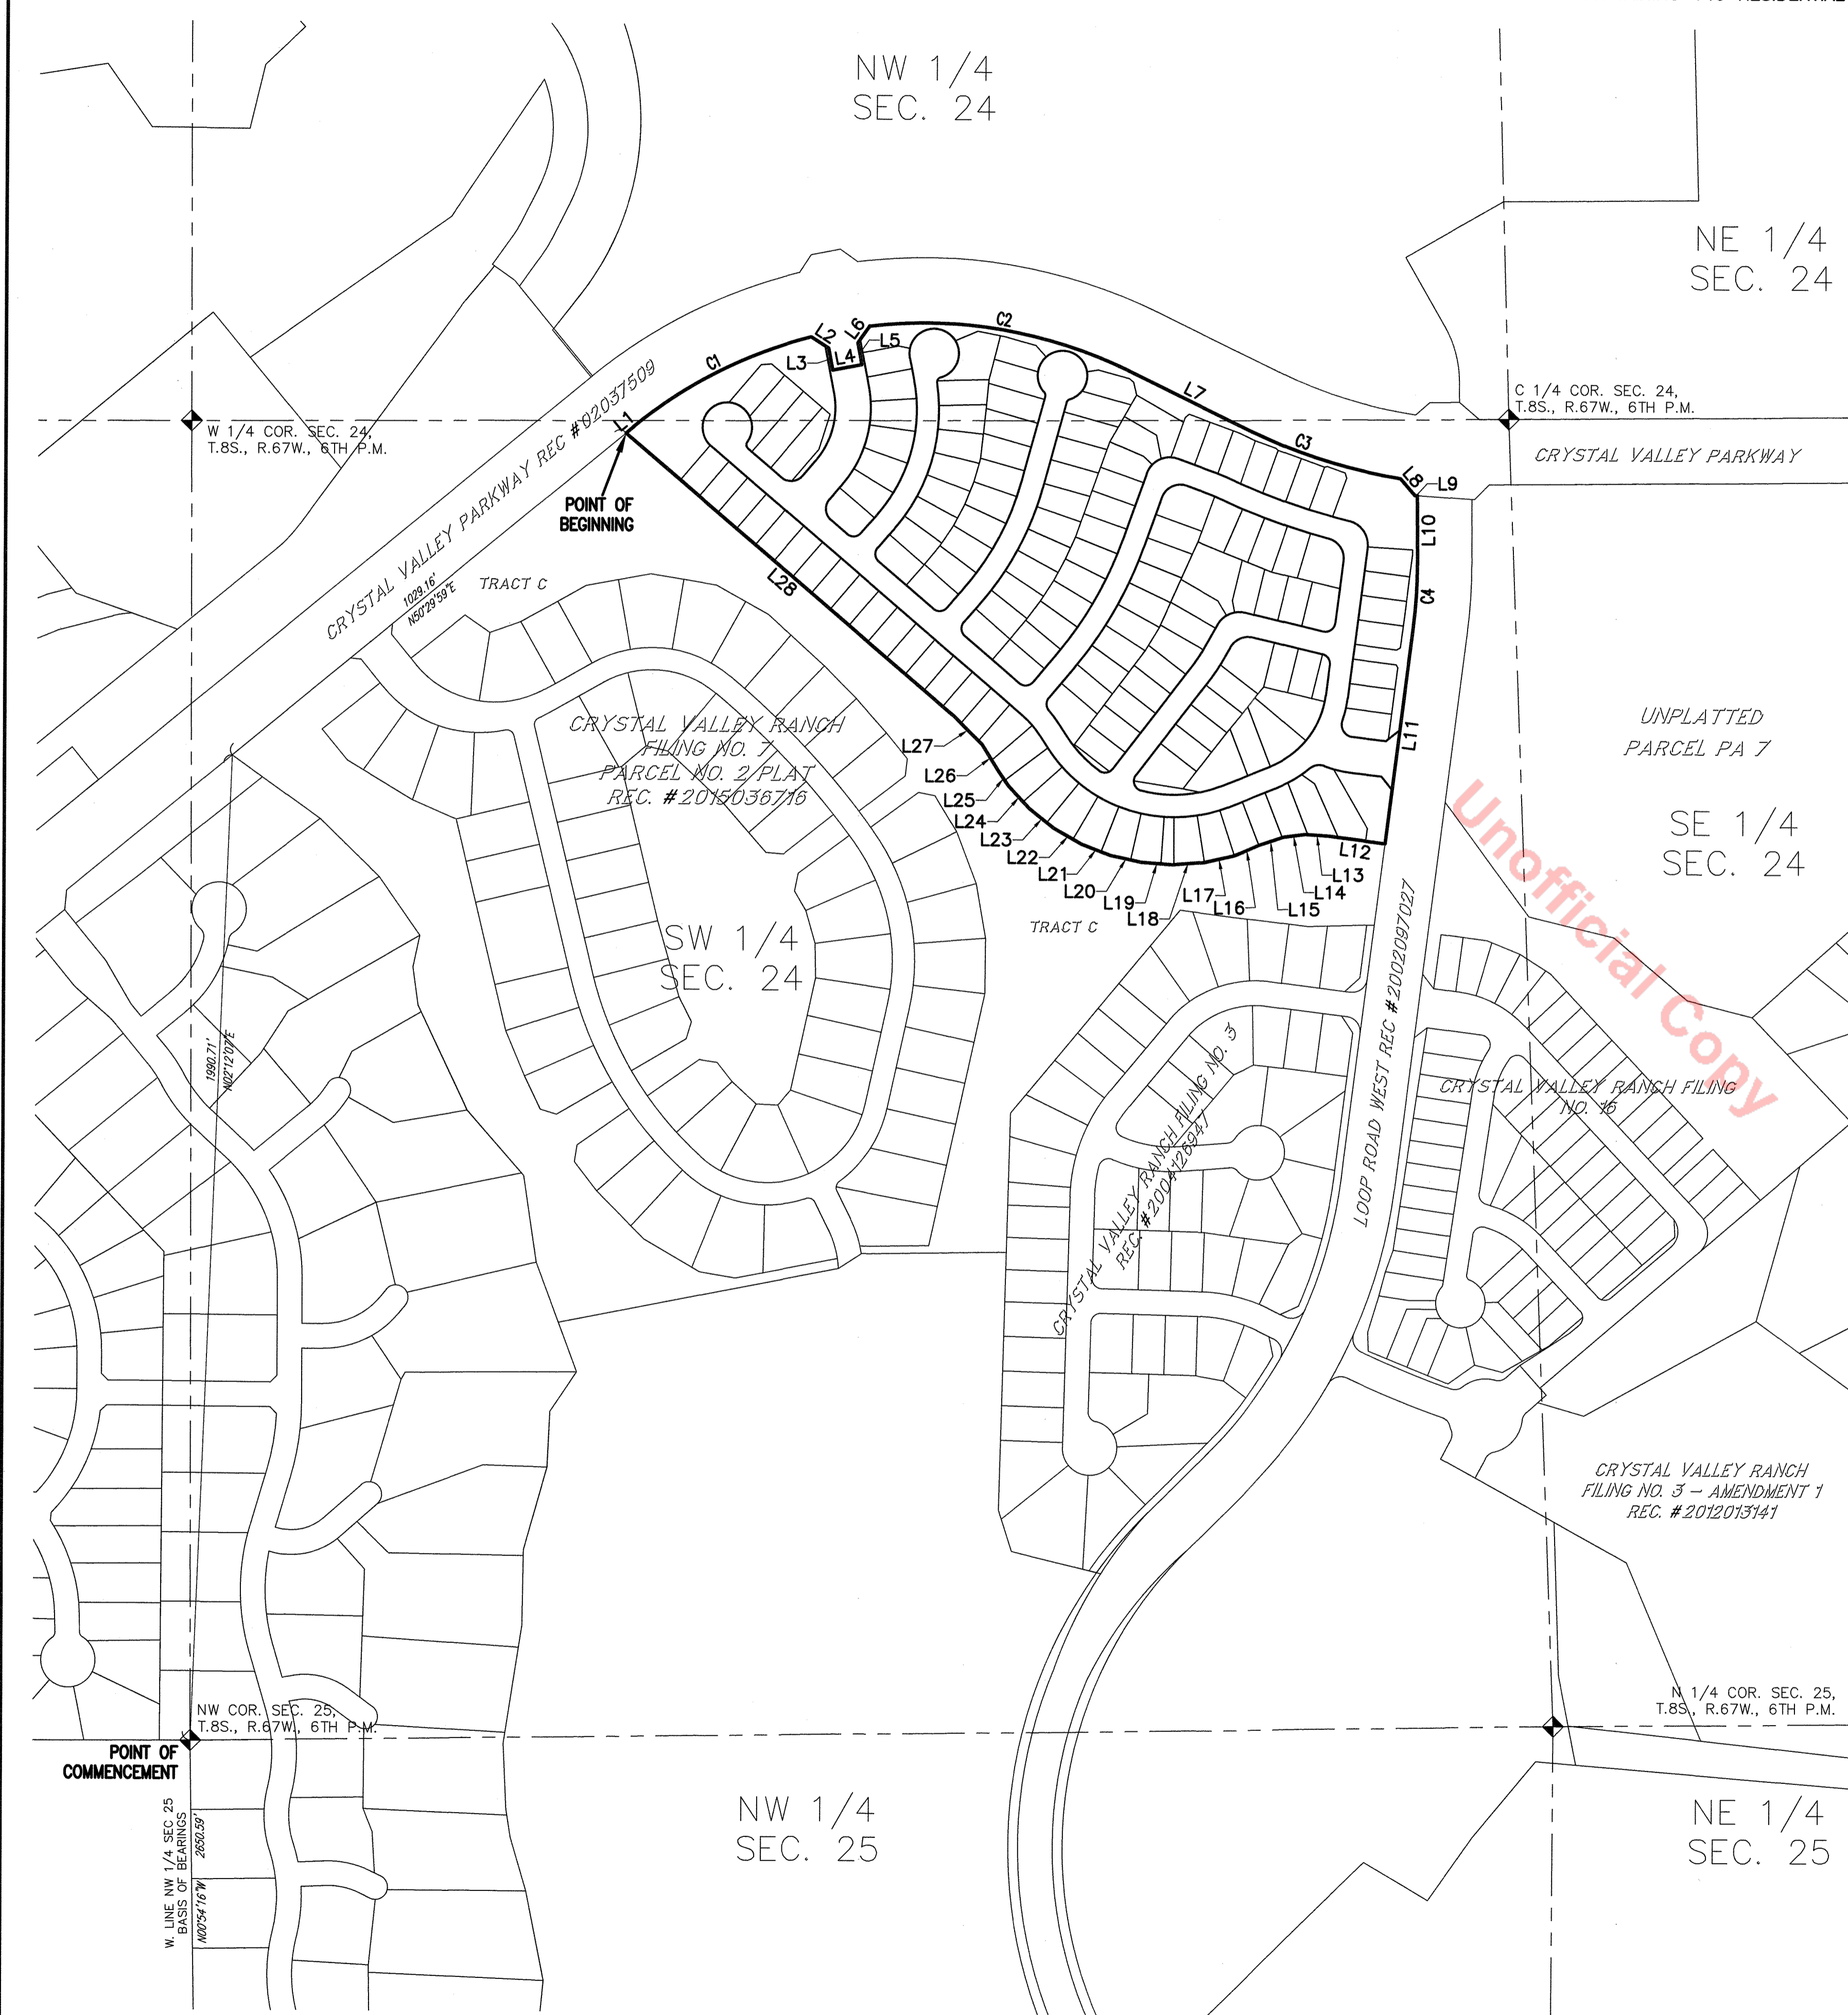 NW 1/4
SEC. 24
NE 1/4
SEC. 24
C 1/4 COR. SEC. 24,
T.8S., R.67W., 6TH P.M.
CRYSTAL VALLEY PARKWAY
W 1/4 COR. SEC. 24,
T.8S., R.67W., 6TH P.M.
CRYSTAL VALLEY PARKWAY REC #02037509
1029.16'
N50°29'59"E
POINT OF
BEGINNING
TRACT C
L1
C1
L2
L3
L4
L5
L6
C2
L7
C3
L8
L9
L10
C4
L11
L12
L13
L14
L15
L16
L17
L18
L19
L20
L21
L22
L23
L24
L25
L26
L27
L28
CRYSTAL VALLEY RANCH
FILING NO. 7
PARCEL NO. 2 PLAT
REC. #2015036716
UNPLATTED
PARCEL PA 7
SE 1/4
SEC. 24
Unofficial Copy
SW 1/4
SEC. 24
TRACT C
1990.71'
N02°12'07"E
CRYSTAL VALLEY RANCH FILING NO. 3
LOOP ROAD WEST REC #2002097027
CRYSTAL VALLEY RANCH FILING
NO. 15
CRYSTAL VALLEY RANCH
FILING NO. 3 – AMENDMENT 1
REC. #2012013141
NW COR. SEC. 25,
T.8S., R.67W., 6TH P.M.
POINT OF
COMMENCEMENT
N 1/4 COR. SEC. 25,
T.8S., R.67W., 6TH P.M.
W. LINE NW 1/4 SEC 25
BASIS OF BEARINGS
N00°54'16"W
2650.59'
NW 1/4
SEC. 25
NE 1/4
SEC. 25